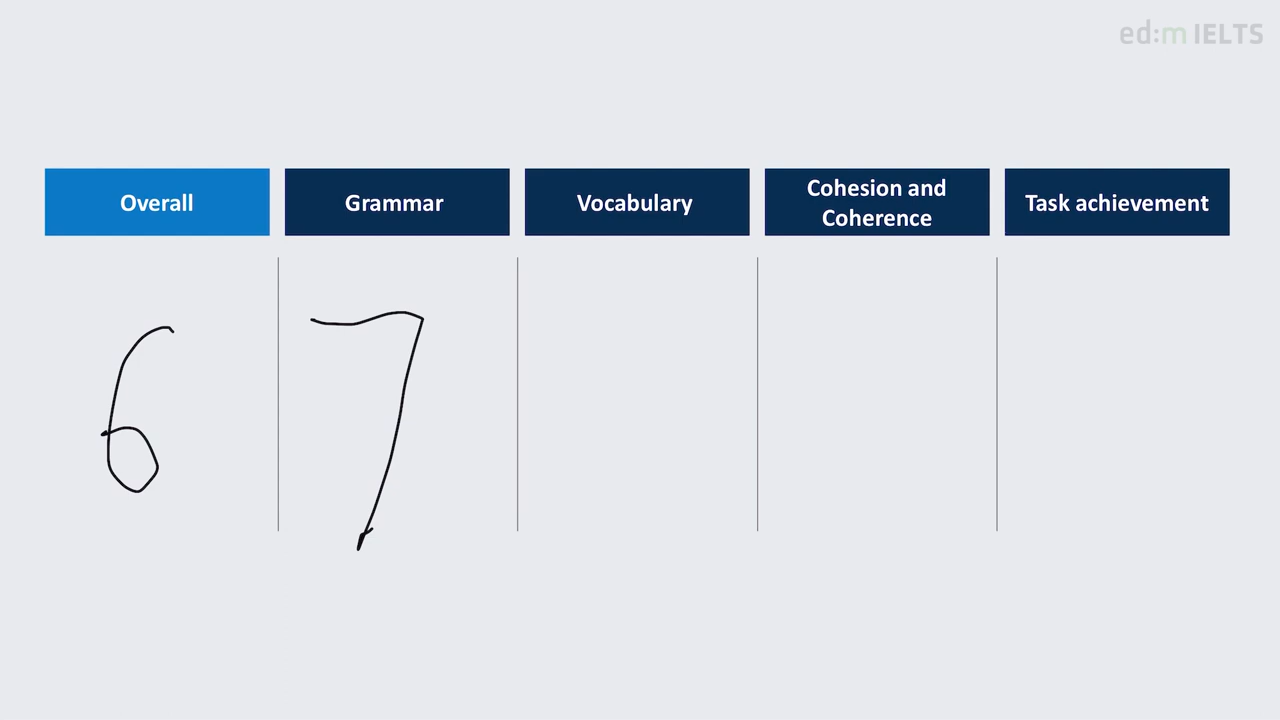 ed:m IELTS
Overall
Grammar
Vocabulary
Cohesion and
Coherence
Task achievement
6
7